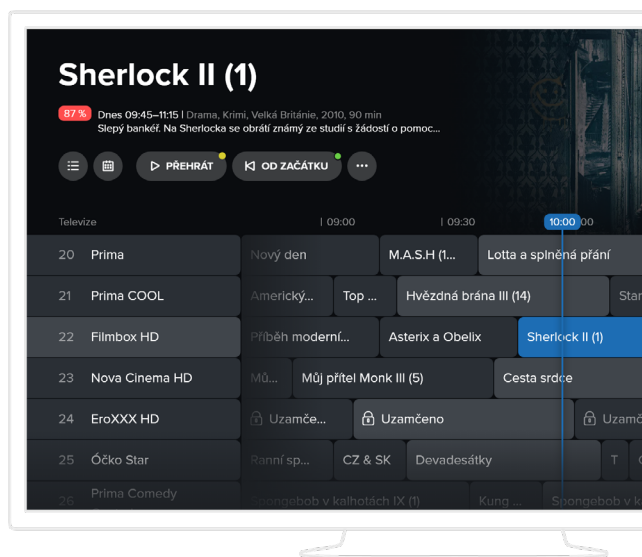 Sherlock II (1)
87 % Dnes 09:45–11:15 | Drama, Krimi, Velká Británie, 2010, 90 min
Slepý bankéř. Na Sherlocka se obrátí známý ze studií s žádostí o pomoc...
PŘEHRÁT OD ZAČÁTKU ...
Televize 09:00 09:30 10:00 00
20 Prima Nový den M.A.S.H (1... Lotta a splněná přání
21 Prima COOL Americký... Top ... Hvězdná brána III (14) Star
22 Filmbox HD Příběh moderní... Asterix a Obelix Sherlock II (1)
23 Nova Cinema HD Mů... Můj přítel Monk III (5) Cesta srdce
24 EroXXX HD Uzamče... Uzamčeno Uzamč
25 Óčko Star Ranní sp... CZ & SK Devadesátky T
26 Prima Comedy Spongebob v kalhotách IX (1) Kung ... Spongebob v k